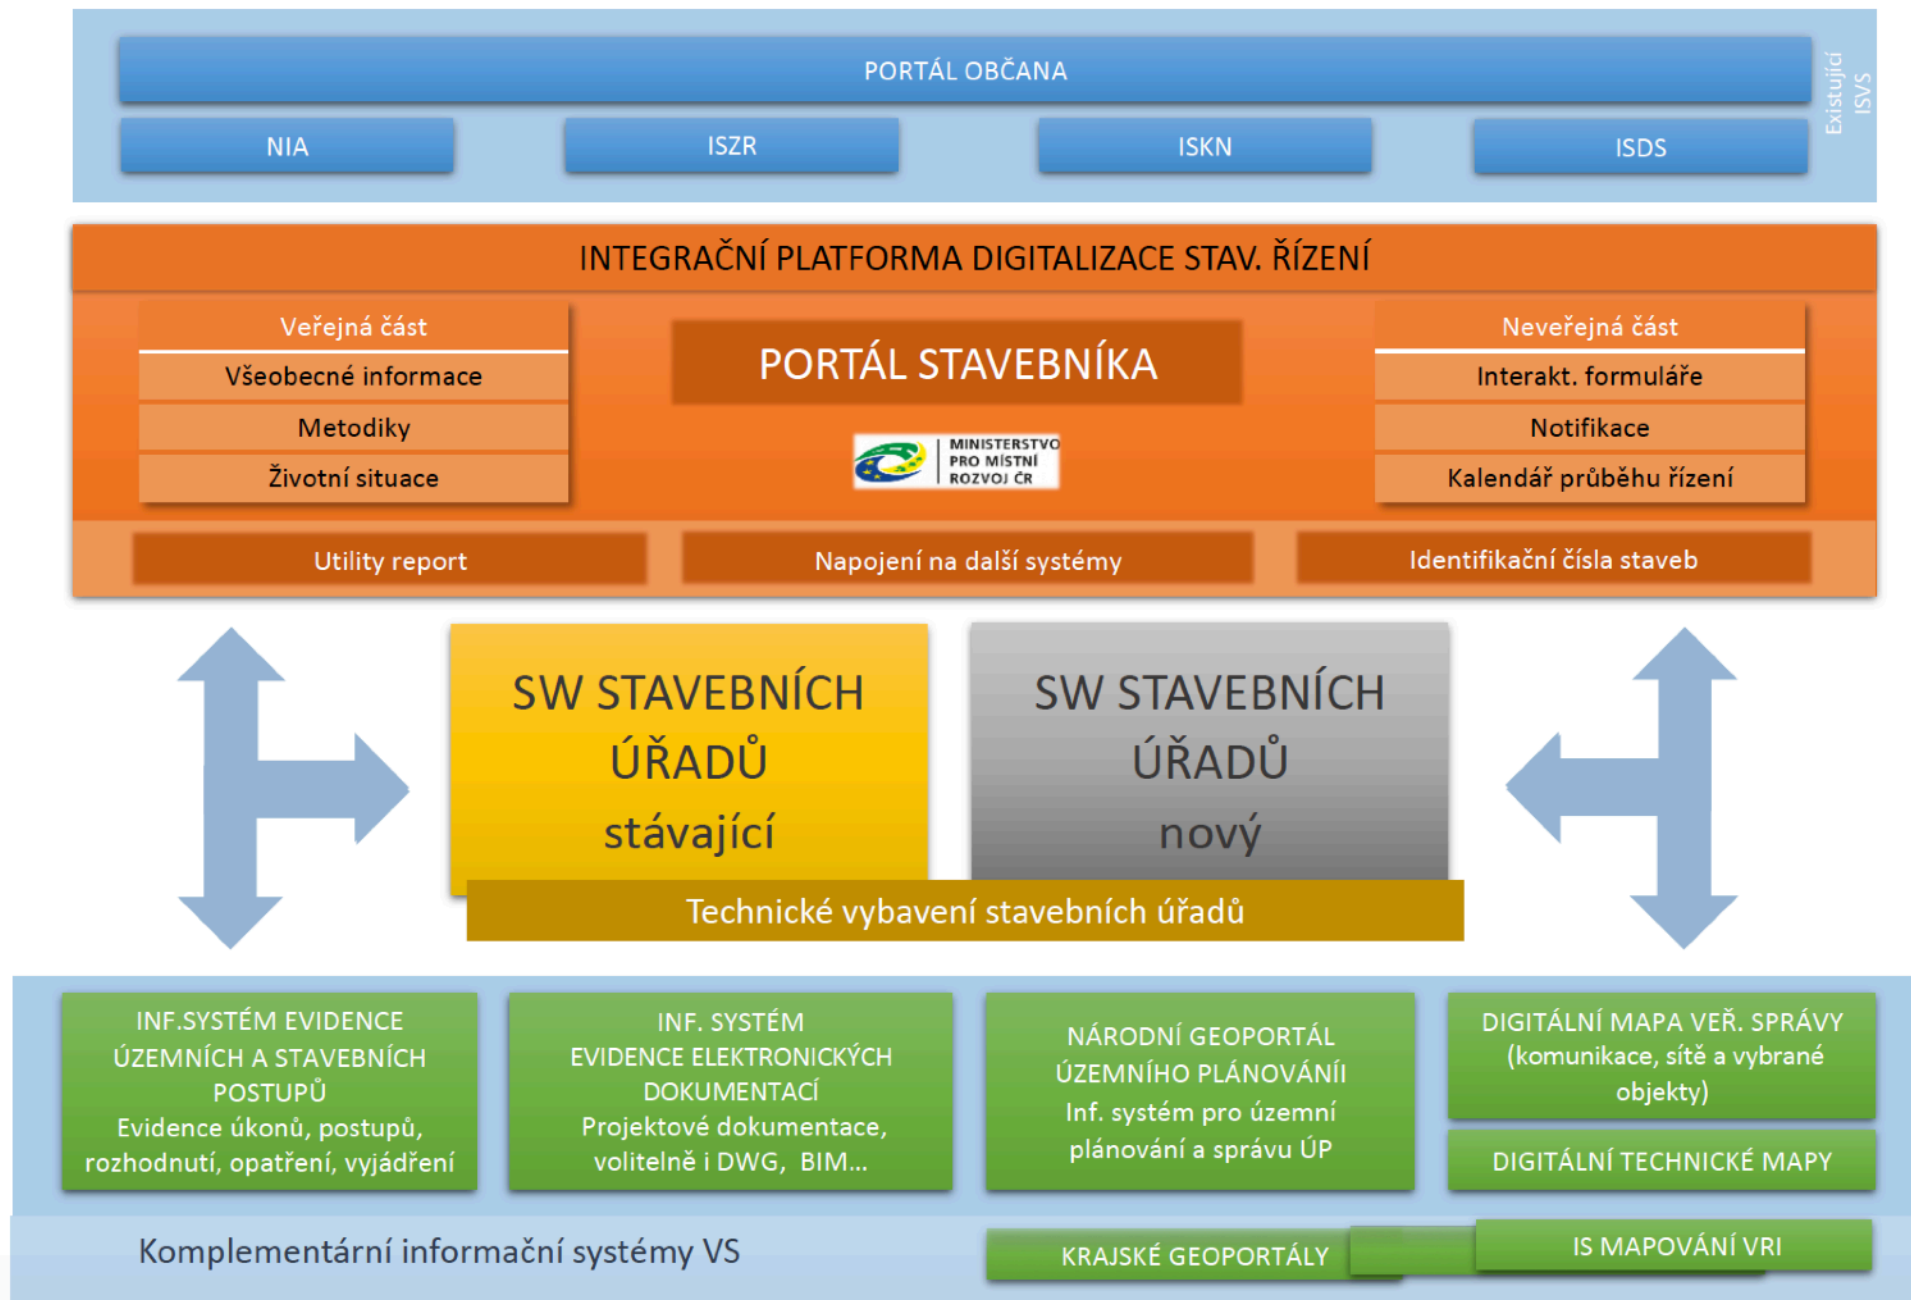 PORTÁL OBČANA
Existující
ISVS
NIA
ISZR
ISKN
ISDS
INTEGRAČNÍ PLATFORMA DIGITALIZACE STAV. ŘÍZENÍ
Veřejná část
Všeobecné informace
Metodiky
Životní situace
PORTÁL STAVEBNÍKA
MINISTERSTVO
PRO MÍSTNÍ
ROZVOJ ČR
Neveřejná část
Interakt. formuláře
Notifikace
Kalendář průběhu řízení
Utility report
Napojení na další systémy
Identifikační čísla staveb
SW STAVEBNÍCH
ÚŘADŮ
stávající
SW STAVEBNÍCH
ÚŘADŮ
nový
Technické vybavení stavebních úřadů
INF.SYSTÉM EVIDENCE
ÚZEMNÍCH A STAVEBNÍCH
POSTUPŮ
Evidence úkonů, postupů,
rozhodnutí, opatření, vyjádření
INF. SYSTÉM
EVIDENCE ELEKTRONICKÝCH
DOKUMENTACÍ
Projektové dokumentace,
volitelně i DWG, BIM...
NÁRODNÍ GEOPORTÁL
ÚZEMNÍHO PLÁNOVÁNÍI
Inf. systém pro územní
plánování a správu ÚP
DIGITÁLNÍ MAPA VEŘ. SPRÁVY
(komunikace, sítě a vybrané
objekty)
DIGITÁLNÍ TECHNICKÉ MAPY
Komplementární informační systémy VS
KRAJSKÉ GEOPORTÁLY
IS MAPOVÁNÍ VRI